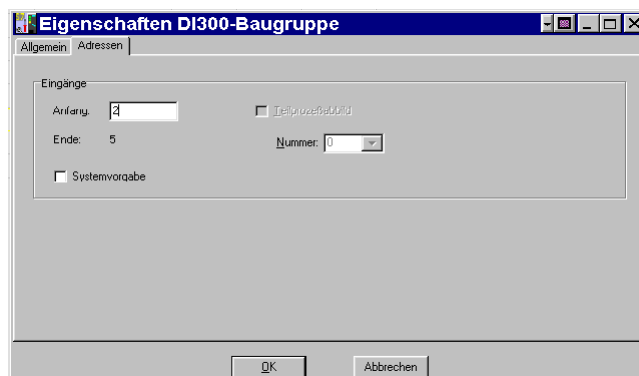 Eigenschaften DI300-Baugruppe
Allgemein Adressen
Eingänge
Anfang: 2 Teilprozeßabbild
Ende: 5 Nummer: 0
Systemvorgabe
OK Abbrechen